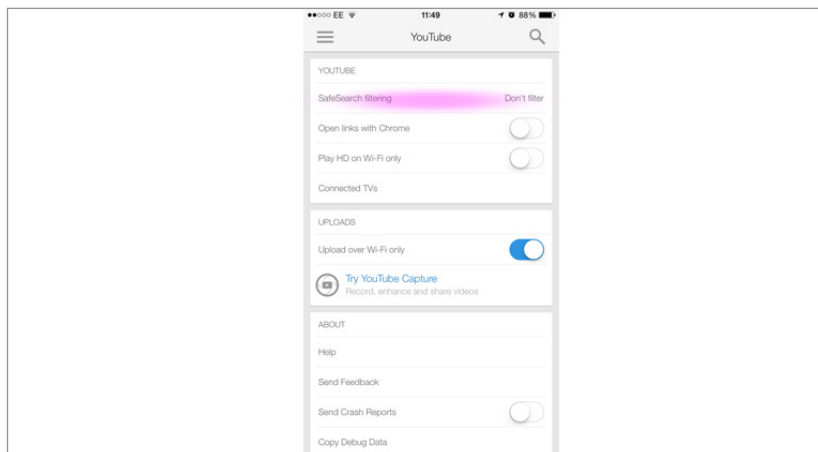 EE 11:49 88%
YouTube
YOUTUBE
SafeSearch filtering Don't filter
Open links with Chrome
Play HD on Wi-Fi only
Connected TVs
UPLOADS
Upload over Wi-Fi only
Try YouTube Capture
Record, enhance and share videos
ABOUT
Help
Send Feedback
Send Crash Reports
Copy Debug Data